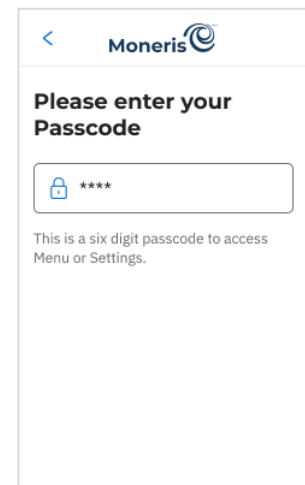 Moneris
Please enter your
Passcode
****
This is a six digit passcode to access
Menu or Settings.